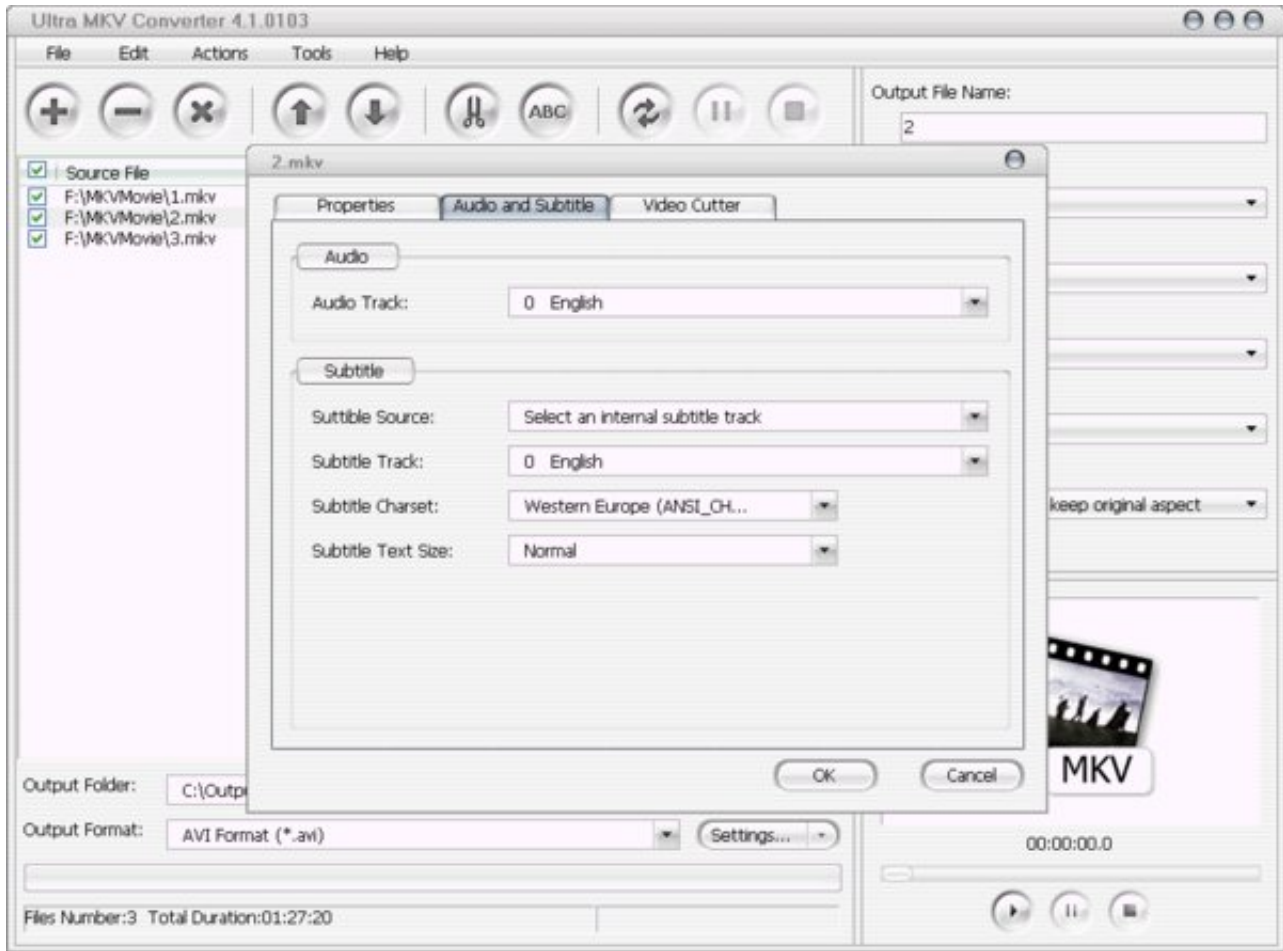 Ultra MKV Converter 4.1.0103
File Edit Actions Tools Help
ABC
Output File Name:
2
Source File
F:\MKVMovie\1.mkv
F:\MKVMovie\2.mkv
F:\MKVMovie\3.mkv
2.mkv
Properties Audio and Subtitle Video Cutter
Audio
Audio Track: 0 English
Subtitle
Suttible Source: Select an internal subtitle track
Subtitle Track: 0 English
Subtitle Charset: Western Europe (ANSI_CH...
Subtitle Text Size: Normal
OK Cancel
keep original aspect
MKV
Output Folder: C:\Outp
Output Format: AVI Format (*.avi) Settings...
00:00:00.0
Files Number:3 Total Duration:01:27:20